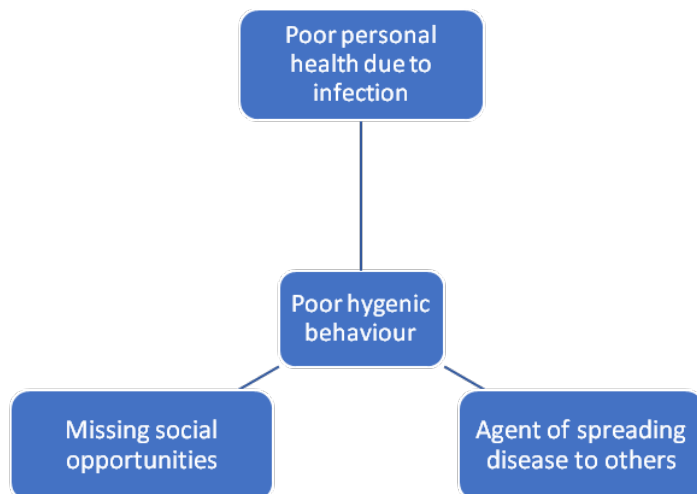 Poor personal
health due to
infection
Poor hygenic
behaviour
Missing social
opportunities
Agent of spreading
disease to others